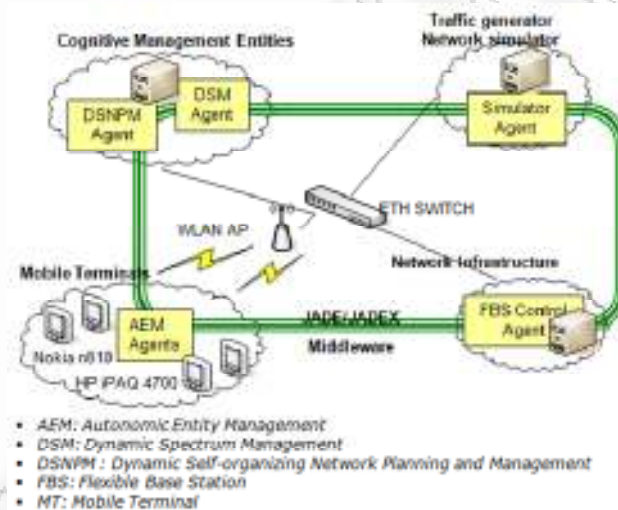 Traffic generator
Network simulator
Cognitive Management Entities
DSM
Agent
DSNPM
Agent
Simulator
Agent
ETH SWITCH
WLAN AP
Mobile Terminals
Network Infrastructure
AEM
Agents
JADE/JADEX
Middleware
FBS Control
Agent
Nokia n810
HP iPAQ 4700
• AEM: Autonomic Entity Management
• DSM: Dynamic Spectrum Management
• DSNPM : Dynamic Self-organizing Network Planning and Management
• FBS: Flexible Base Station
• MT: Mobile Terminal